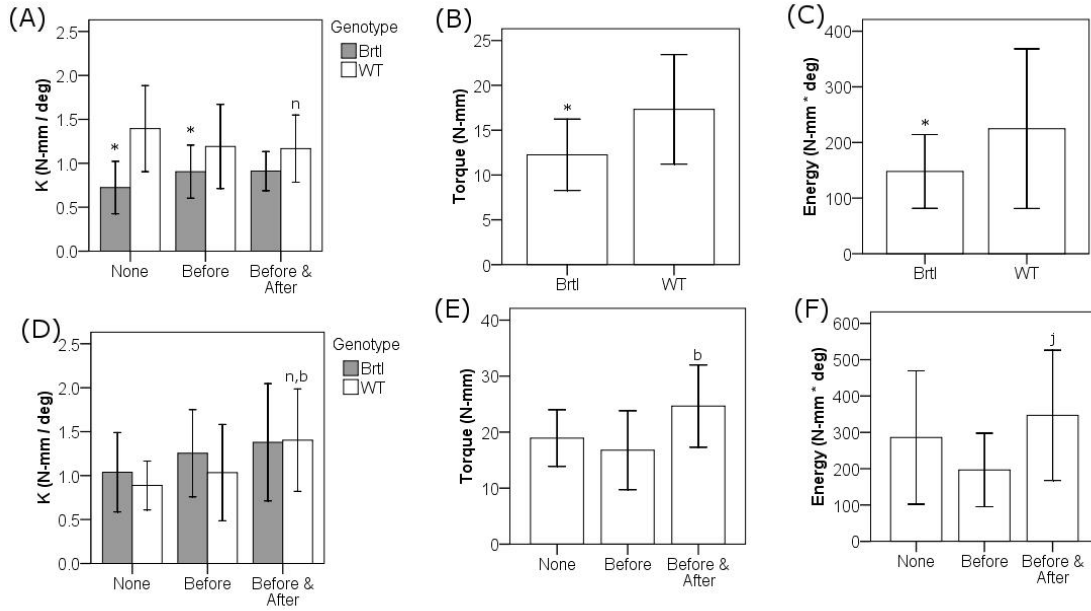 (A)
Genotype
Brtl
WT
K (N-mm / deg)
2.5
2.0
1.5
1.0
0.5
0.0
*
*
n
None Before Before &
After
(B)
Torque (N-mm)
25
20
15
10
5
0
*
Brtl WT
(C)
Energy (N-mm * deg)
400
300
200
100
0
*
Brtl WT
(D)
Genotype
Brtl
WT
K (N-mm / deg)
2.5
2.0
1.5
1.0
0.5
0.0
n,b
None Before Before &
After
(E)
Torque (N-mm)
40
30
20
10
0
b
None Before Before &
After
(F)
Energy (N-mm * deg)
600
500
400
300
200
100
0
j
None Before Before &
After